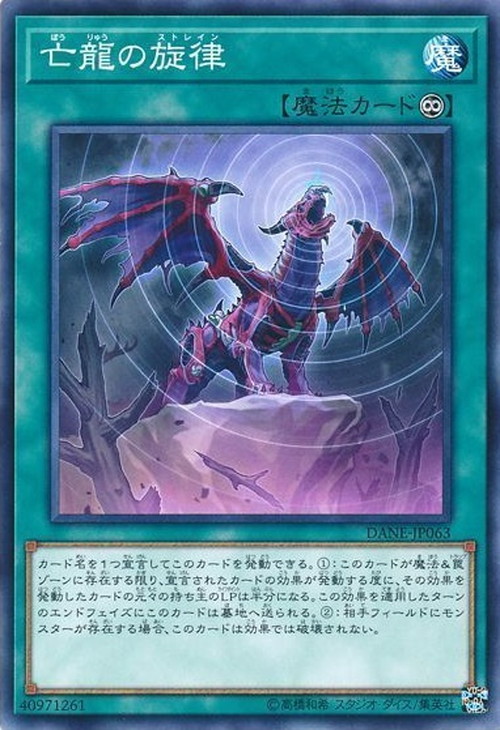 亡龍の旋律
ぼう りゅう ストレイン
魔
【魔法カード】
ま ほう
DANE-JP063
カード名を1つ宣言してこのカードを発動できる。①:このカードが魔法&罠
ゾーンに存在する限り、宣言されたカードの効果が発動する度に、その効果を
発動したカードの元々の持ち主のLPは半分になる。この効果を適用したターン
のエンドフェイズにこのカードは墓地へ送られる。②:相手フィールドにモン
スターが存在する場合、このカードは効果では破壊されない。
40971261
©高橋和希 スタジオ・ダイス/集英社